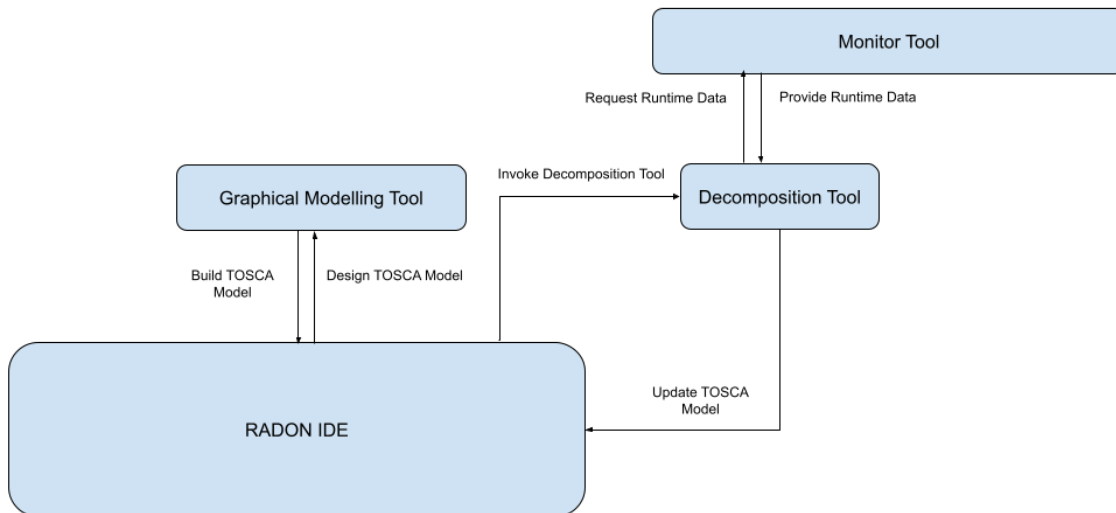 Monitor Tool
Request Runtime Data
Provide Runtime Data
Invoke Decomposition Tool
Graphical Modelling Tool
Decomposition Tool
Build TOSCA
Model
Design TOSCA Model
Update TOSCA
Model
RADON IDE